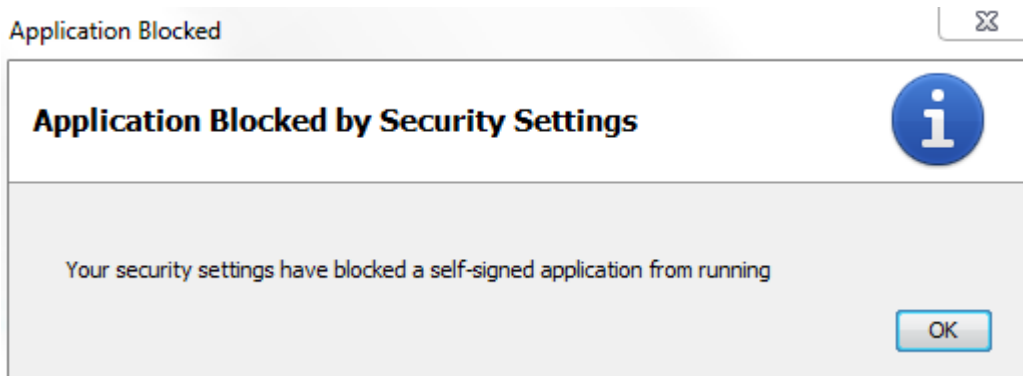 Application Blocked
Application Blocked by Security Settings
Your security settings have blocked a self-signed application from running
OK